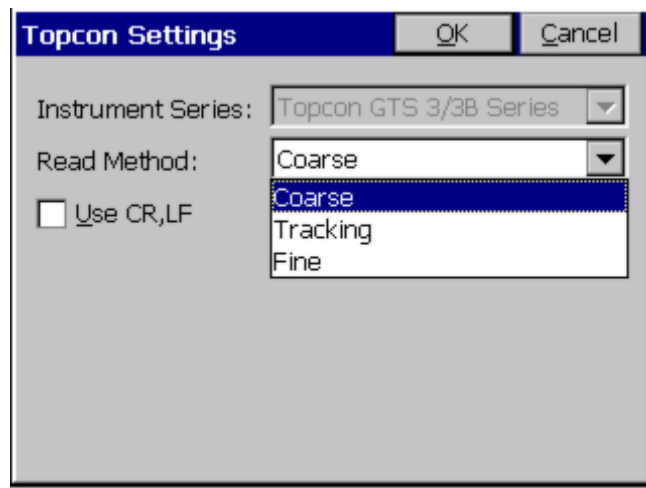 Topcon Settings OK Cancel
Instrument Series: Topcon GTS 3/3B Series
Read Method: Coarse
Coarse
Use CR,LF
Tracking
Fine